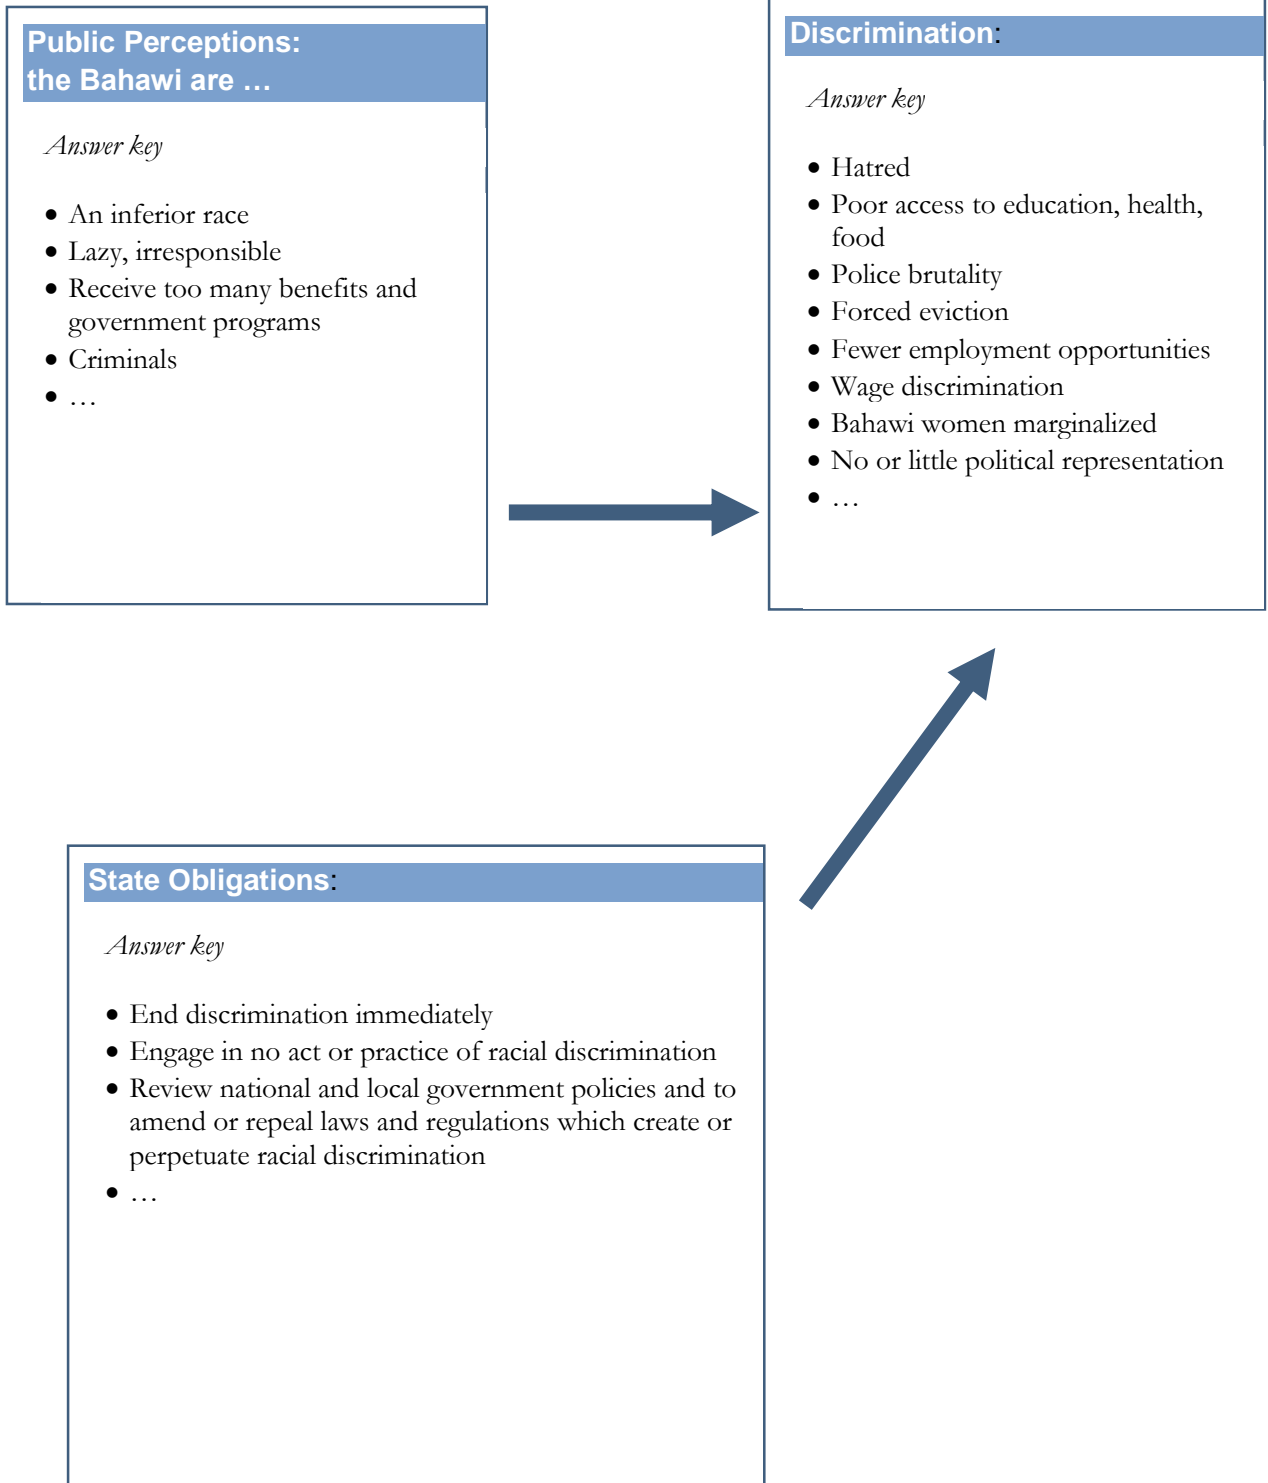 Public Perceptions:
the Bahawi are …
Answer key
• An inferior race
• Lazy, irresponsible
• Receive too many benefits and
government programs
• Criminals
• …
Discrimination:
Answer key
• Hatred
• Poor access to education, health,
food
• Police brutality
• Forced eviction
• Fewer employment opportunities
• Wage discrimination
• Bahawi women marginalized
• No or little political representation
• …
State Obligations:
Answer key
• End discrimination immediately
• Engage in no act or practice of racial discrimination
• Review national and local government policies and to
amend or repeal laws and regulations which create or
perpetuate racial discrimination
• …